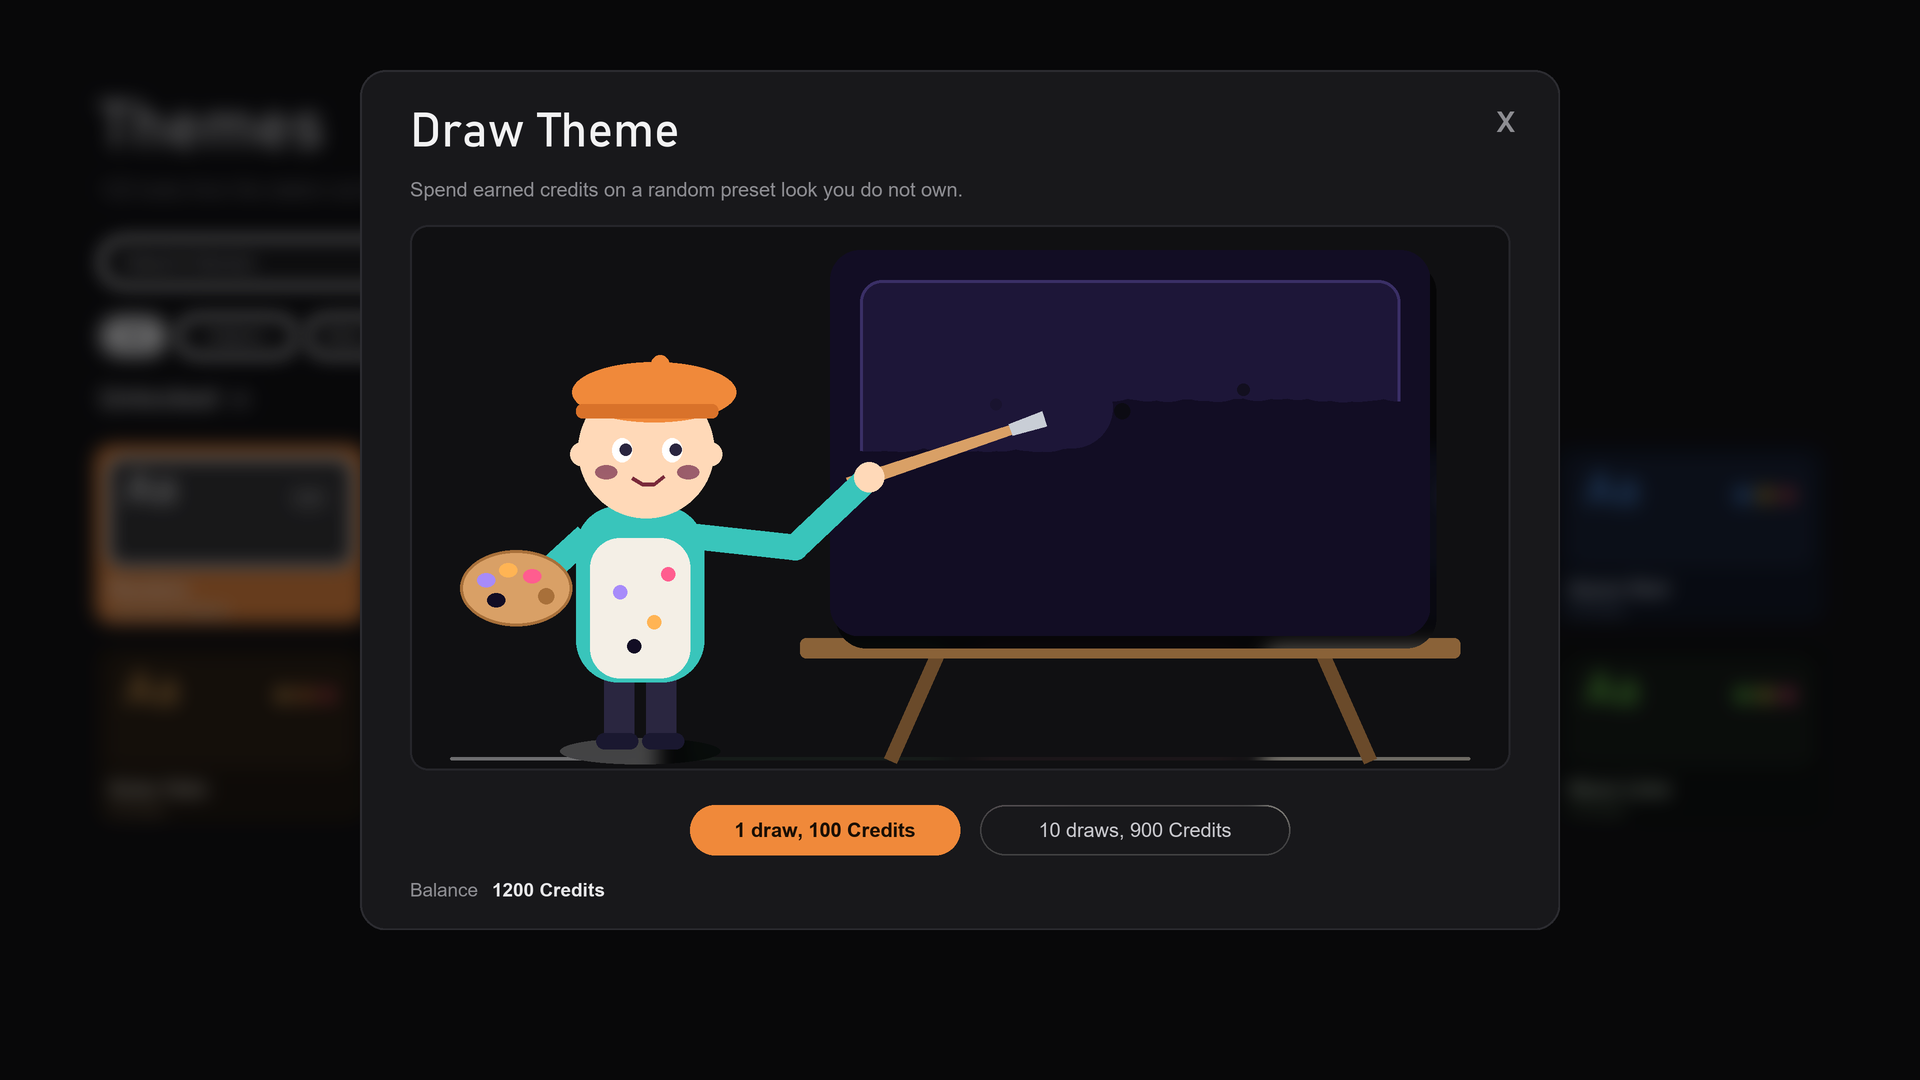 Themes
Draw Theme
X
Spend earned credits on a random preset look you do not own.
1 draw, 100 Credits
10 draws, 900 Credits
Balance 1200 Credits